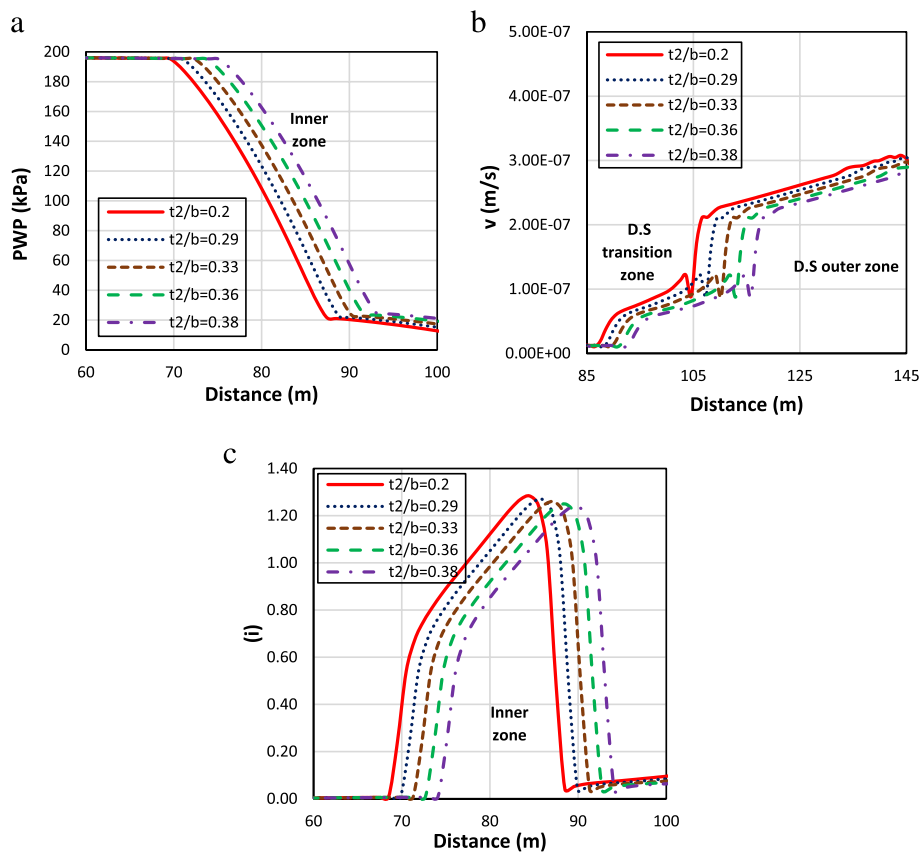 a
200
180
160
140
120
100
80
60
40
20
0
PWP (kPa)
Inner
zone
t2/b=0.2
t2/b=0.29
t2/b=0.33
t2/b=0.36
t2/b=0.38
60
70
80
90
100
Distance (m)
b
5.00E-07
4.00E-07
3.00E-07
2.00E-07
1.00E-07
0.00E+00
v (m/s)
t2/b=0.2
t2/b=0.29
t2/b=0.33
t2/b=0.36
t2/b=0.38
D.S
transition
zone
D.S outer zone
85
105
125
145
Distance (m)
c
1.40
1.20
1.00
0.80
0.60
0.40
0.20
0.00
(i)
t2/b=0.2
t2/b=0.29
t2/b=0.33
t2/b=0.36
t2/b=0.38
Inner
zone
60
70
80
90
100
Distance (m)